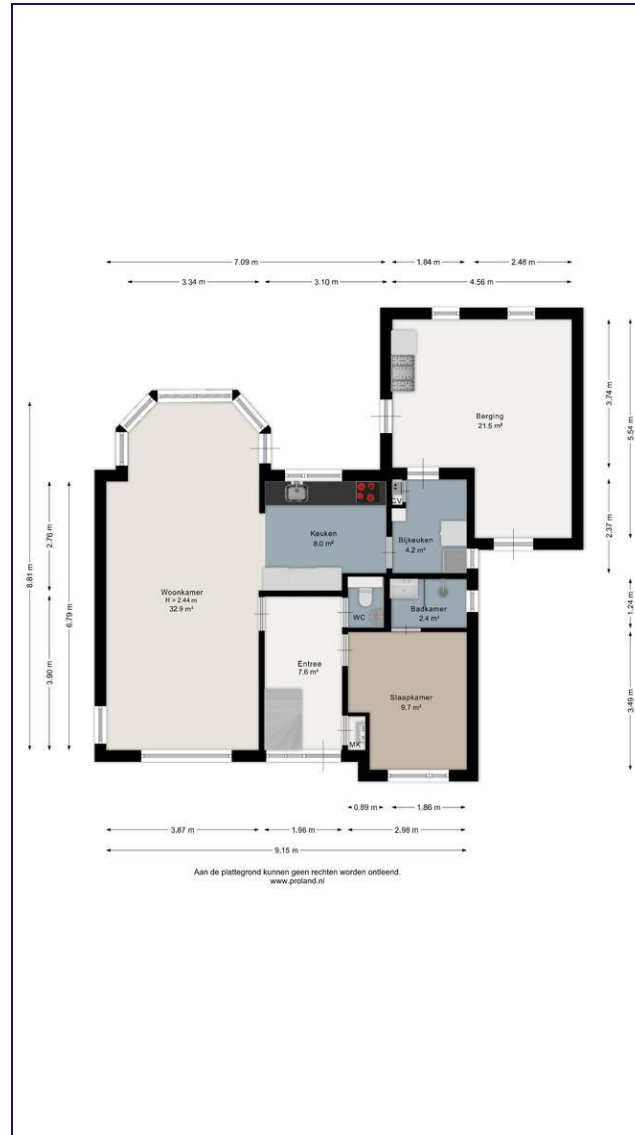 7.09 m
1.84 m
2.48 m
3.34 m
3.10 m
4.56 m
Berging
21.5 m²
3.74 m
5.54 m
2.37 m
1.24 m
3.49 m
8.81 m
2.76 m
6.79 m
3.90 m
Keuken
8.0 m²
CV
Bijkeuken
4.2 m²
Woonkamer
H = 2.44 m
32.9 m²
WC
Badkamer
2.4 m²
Entree
7.6 m²
Slaapkamer
9.7 m²
MK
0.89 m
1.86 m
3.87 m
1.96 m
2.98 m
9.15 m
Aan de plattegrond kunnen geen rechten worden ontleend.
www.proland.nl